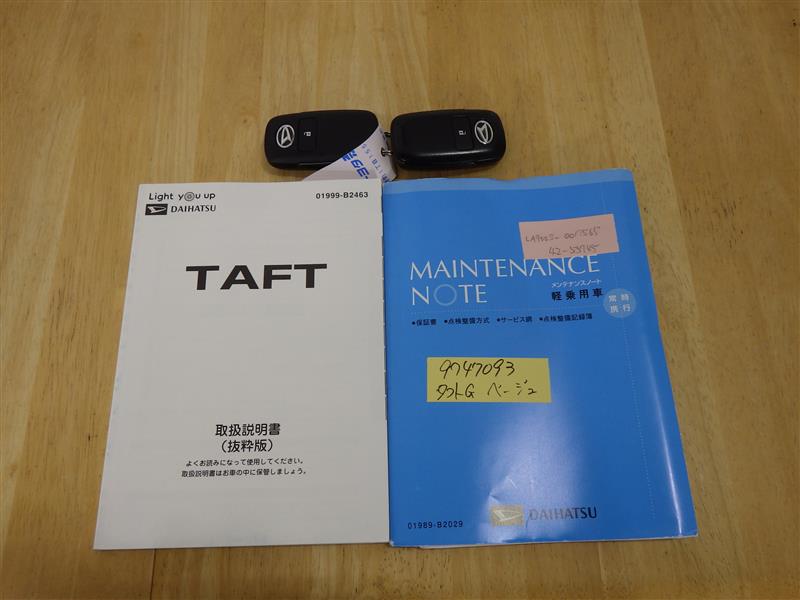 Light you up
DAIHATSU
01999-B2463
TAFT
取扱説明書
(抜粋版)
よくお読みになって使用してください。
取扱説明書はお車の中に保管しましょう。
LA900S-0017565
42-55745
MAINTENANCE
NOTE
メンテナンスノート
軽乗用車
常時
携行
●保証書 ●点検整備方式 ●サービス網 ●点検整備記録簿
9747093
タフトG ベージュ
01989-B2029
DAIHATSU